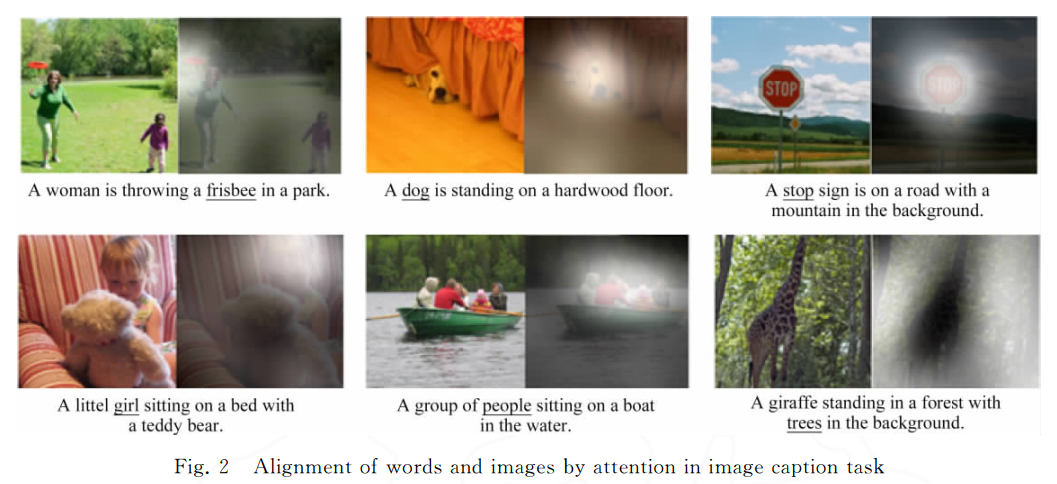 STOP
A woman is throwing a frisbee in a park.
A dog is standing on a hardwood floor.
A stop sign is on a road with a
mountain in the background.
A littel girl sitting on a bed with
a teddy bear.
A group of people sitting on a boat
in the water.
A giraffe standing in a forest with
trees in the background.
Fig. 2 Alignment of words and images by attention in image caption task